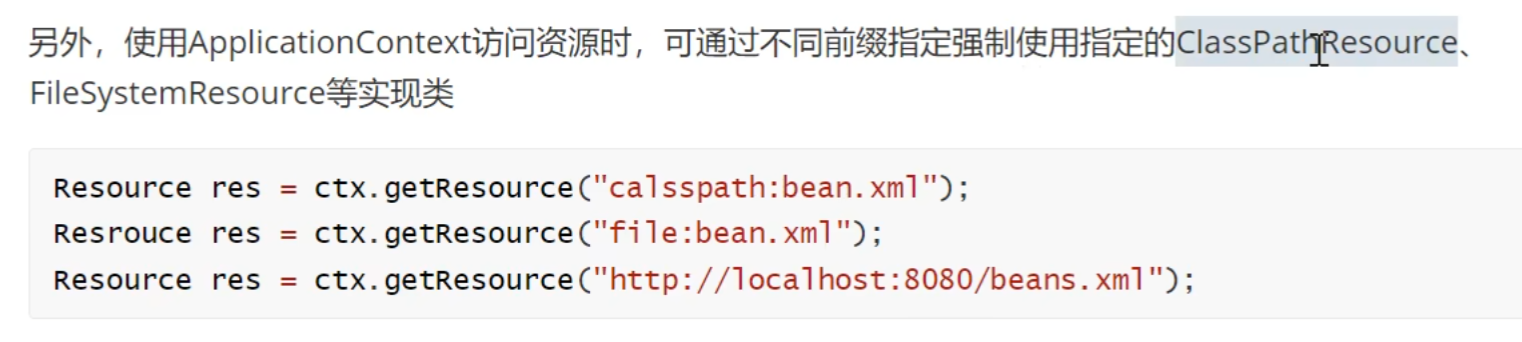 另外，使用ApplicationContext访问资源时，可通过不同前缀指定强制使用指定的ClassPathResource、
FileSystemResource等实现类
Resource res = ctx.getResource("calsspath:bean.xml");
Resrouce res = ctx.getResource("file:bean.xml");
Resource res = ctx.getResource("http://localhost:8080/beans.xml");